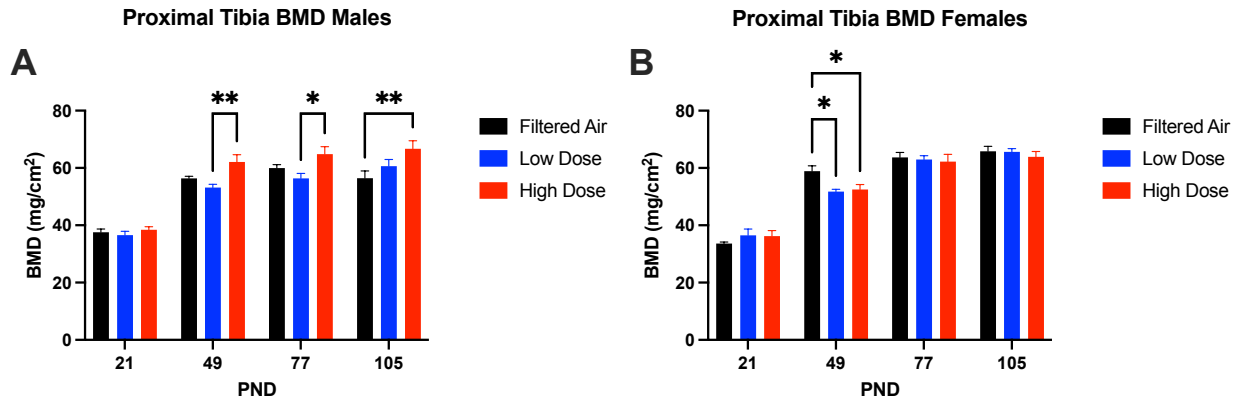 Proximal Tibia BMD Males
A
** * **
BMD (mg/cm²)
80
60
40
20
0
21 49 77 105
PND
Filtered Air
Low Dose
High Dose
Proximal Tibia BMD Females
B
*
*
BMD (mg/cm²)
80
60
40
20
0
21 49 77 105
PND
Filtered Air
Low Dose
High Dose